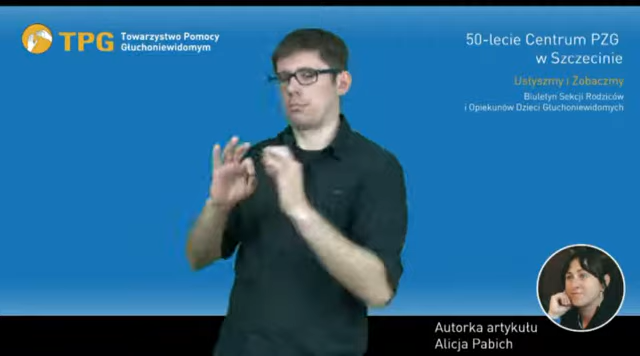 TPG
Towarzystwo Pomocy
Głuchoniewidomym
50-lecie Centrum PZG
w Szczecinie
Usłyszmy i Zobaczmy
Biuletyn Sekcji Rodziców
i Opiekunów Dzieci Głuchoniewidomych
Autorka artykułu
Alicja Pabich